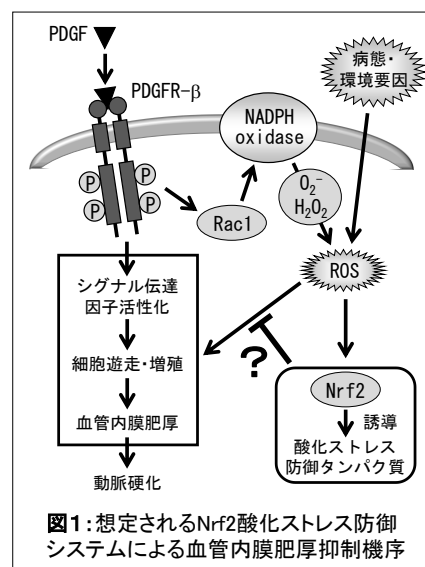 PDGF
PDGFR-β
病態・
環境要因
NADPH
oxidase
P
P
P
P
O₂⁻
H₂O₂
Rac1
ROS
シグナル伝達
因子活性化
細胞遊走・増殖
血管内膜肥厚
動脈硬化
?
Nrf2
誘導
酸化ストレス
防御タンパク質
図1：想定されるNrf2酸化ストレス防御
システムによる血管内膜肥厚抑制機序